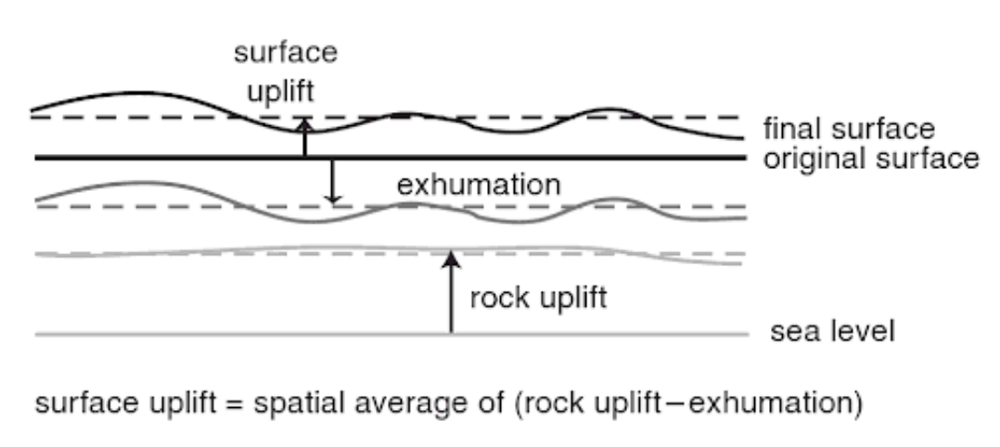 surface
uplift
final surface
original surface
exhumation
rock uplift
sea level
surface uplift = spatial average of (rock uplift−exhumation)